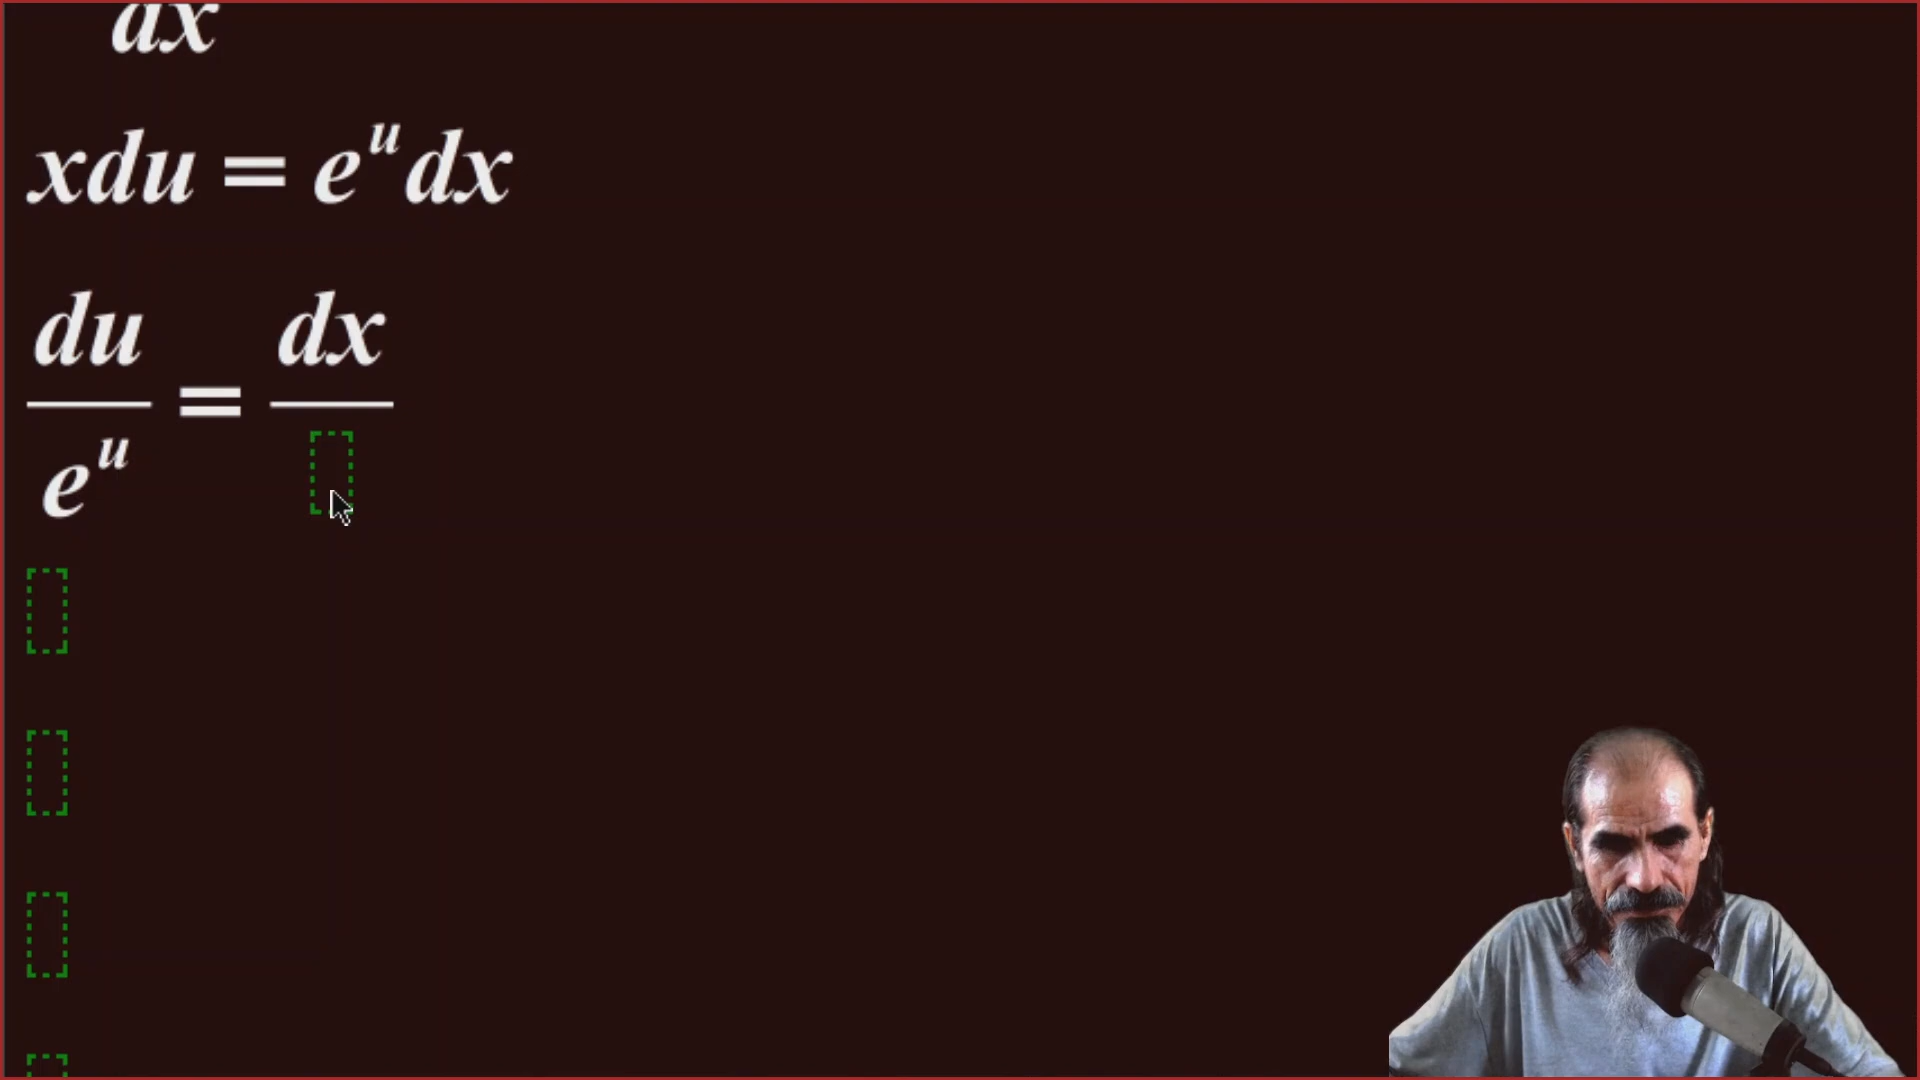 dx
xdu = e^u dx
du/e^u = dx/